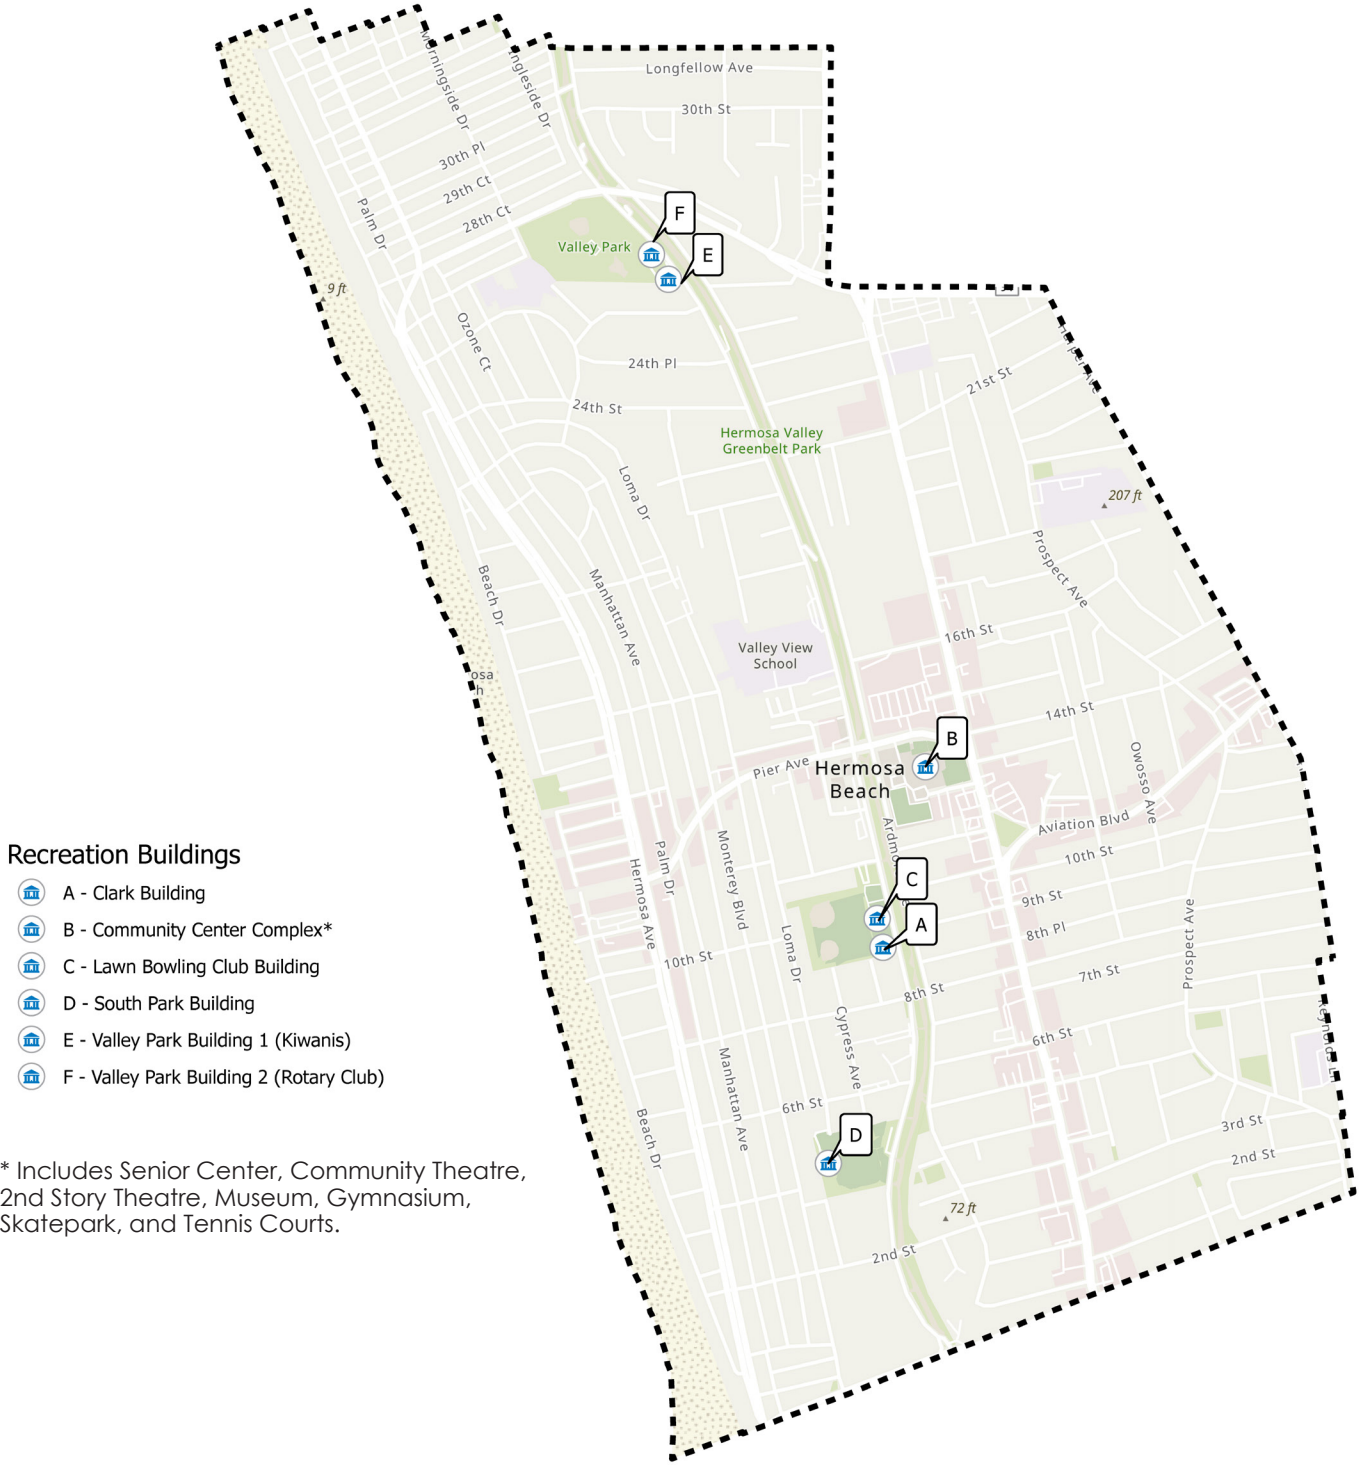 Longfellow Ave
30th St
Morningside Dr
Ingleside Dr
30th Pl
29th Ct
28th Ct
Palm Dr
F
E
Valley Park
9 ft
Ozone Ct
24th Pl
24th St
21st St
Harper Ave
Hermosa Valley
Greenbelt Park
Loma Dr
207 ft
Prospect Ave
Beach Dr
Manhattan Ave
16th St
Valley View
School
osa
h
14th St
B
Pier Ave
Hermosa
Beach
Owosso Ave
Aviation Blvd
10th St
Monterey Blvd
Palm Dr
Hermosa Ave
C
A
9th St
8th Pl
Prospect Ave
Loma Dr
10th St
7th St
8th St
Cypress Ave
6th St
Reynolds Ln
Manhattan Ave
6th St
D
Beach Dr
3rd St
2nd St
72 ft
2nd St
Recreation Buildings
A - Clark Building
B - Community Center Complex*
C - Lawn Bowling Club Building
D - South Park Building
E - Valley Park Building 1 (Kiwanis)
F - Valley Park Building 2 (Rotary Club)
* Includes Senior Center, Community Theatre,
2nd Story Theatre, Museum, Gymnasium,
Skatepark, and Tennis Courts.